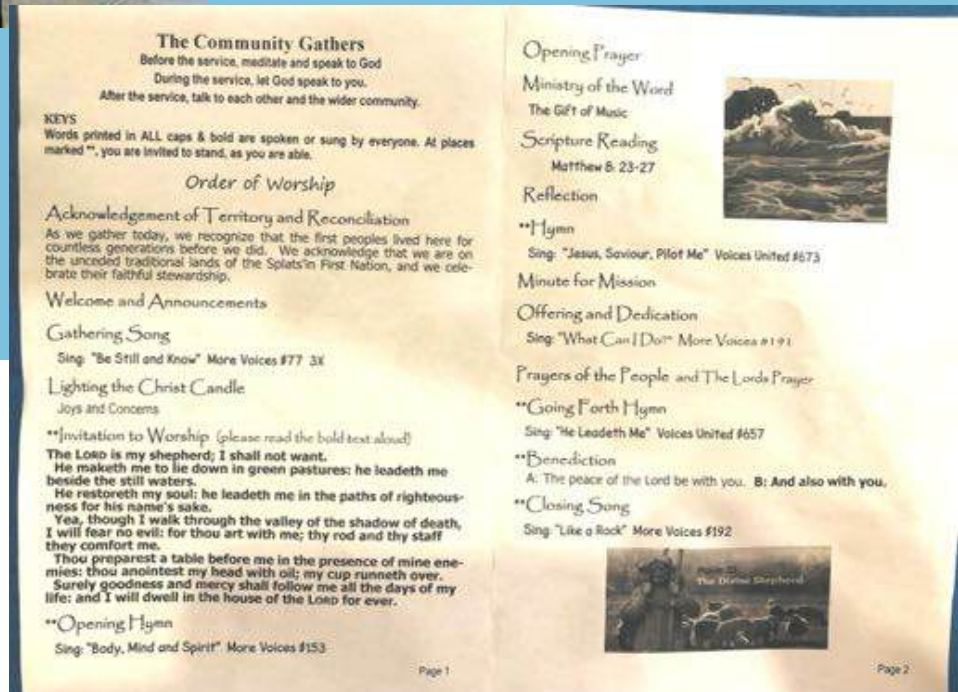 The Community Gathers
Before the service, meditate and speak to God
During the service, let God speak to you.
After the service, talk to each other and the wider community.
KEYS
Words printed in ALL caps & bold are spoken or sung by everyone. At places
marked **, you are invited to stand, as you are able.
Order of Worship
Acknowledgement of Territory and Reconciliation
As we gather today, we recognize that the first peoples lived here for
countless generations before we did. We acknowledge that we are on
the unceded traditional lands of the Splats'in First Nation, and we cele-
brate their faithful stewardship.
Welcome and Announcements
Gathering Song
Sing: "Be Still and Know" More Voices #77 3X
Lighting the Christ Candle
Joys and Concerns
**Invitation to Worship (please read the bold text aloud)
The LORD is my shepherd; I shall not want.
He maketh me to lie down in green pastures: he leadeth me
beside the still waters.
He restoreth my soul: he leadeth me in the paths of righteous-
ness for his name's sake.
Yea, though I walk through the valley of the shadow of death,
I will fear no evil: for thou art with me; thy rod and thy staff
they comfort me.
Thou preparest a table before me in the presence of mine ene-
mies: thou anointest my head with oil; my cup runneth over.
Surely goodness and mercy shall follow me all the days of my
life: and I will dwell in the house of the LORD for ever.
**Opening Hymn
Sing: "Body, Mind and Spirit" More Voices #153
Page 1
Opening Prayer
Ministry of the Word
The Gift of Music
Scripture Reading
Matthew 8: 23-27
Reflection
**Hymn
Sing: "Jesus, Saviour, Pilot Me" Voices United #673
Minute for Mission
Offering and Dedication
Sing: "What Can I Do?" More Voices #191
Prayers of the People and The Lords Prayer
**Going Forth Hymn
Sing: "He Leadeth Me" Voices United #657
**Benediction
A: The peace of the Lord be with you. B: And also with you.
**Closing Song
Sing: "Like a Rock" More Voices #192
The Divine Shepherd
Page 2